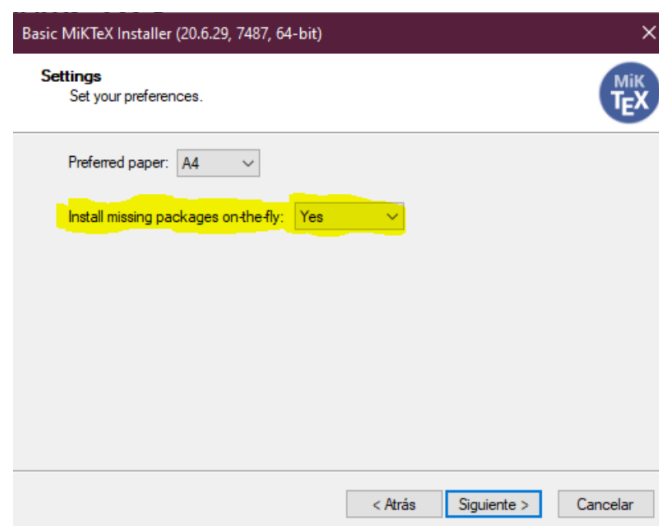 Basic MiKTeX Installer (20.6.29, 7487, 64-bit)
Settings
Set your preferences.
MiK
TEX
Preferred paper: A4
Install missing packages on-the-fly: Yes
< Atrás Siguiente > Cancelar